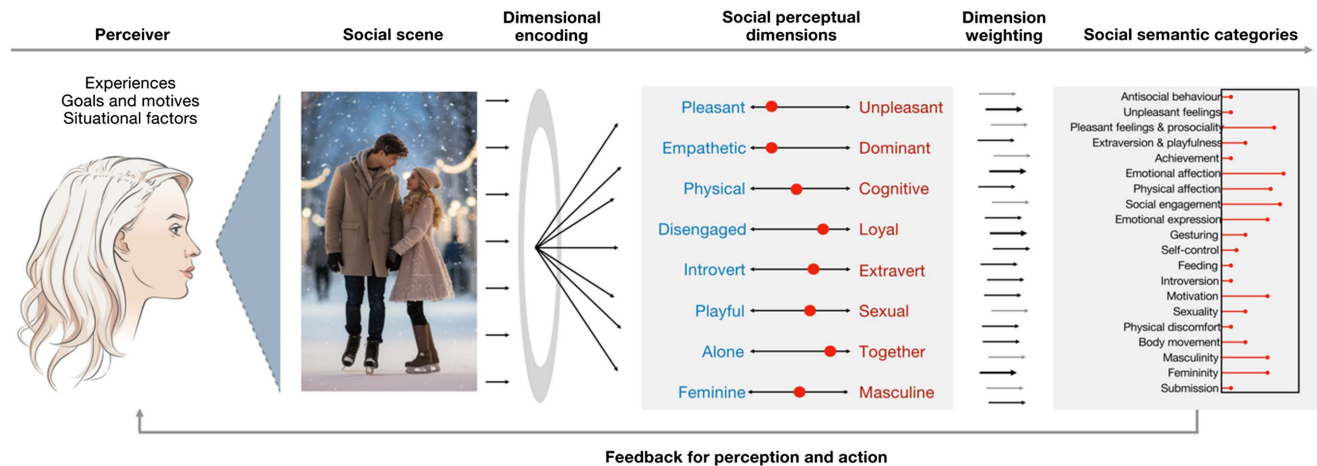 Perceiver
Social scene
Dimensional
encoding
Social perceptual
dimensions
Dimension
weighting
Social semantic categories
Experiences
Goals and motives
Situational factors
Pleasant Unpleasant
Empathetic Dominant
Physical Cognitive
Disengaged Loyal
Introvert Extravert
Playful Sexual
Alone Together
Feminine Masculine
Antisocial behaviour
Unpleasant feelings
Pleasant feelings & prosociality
Extraversion & playfulness
Achievement
Emotional affection
Physical affection
Social engagement
Emotional expression
Gesturing
Self-control
Feeding
Introversion
Motivation
Sexuality
Physical discomfort
Body movement
Masculinity
Femininity
Submission
Feedback for perception and action